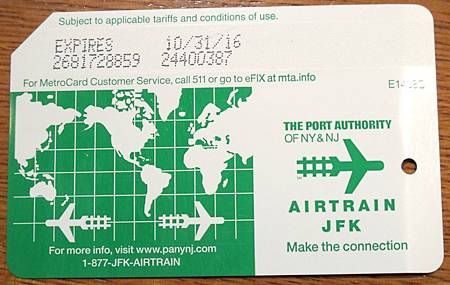 Subject to applicable tariffs and conditions of use.
EXPIRES 10/31/16
2681728859 24400387
For MetroCard Customer Service, call 511 or go to eFIX at mta.info
THE PORT AUTHORITY
OF NY & NJ
AIRTRAIN
JFK
Make the connection
For more info, visit www.panynj.com
1-877-JFK-AIRTRAIN